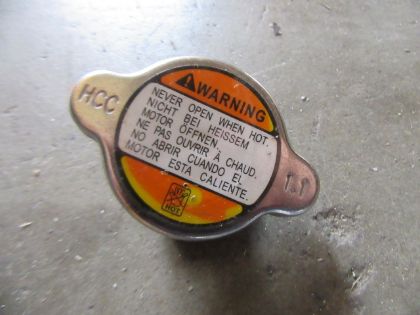 HCC
WARNING
NEVER OPEN WHEN HOT.
NICHT BEI HEISSEM
MOTOR ÖFFNEN.
NE PAS OUVRIR À CHAUD.
NO ABRIR CUANDO EL
MOTOR ESTA CALIENTE.
HOT
1.1